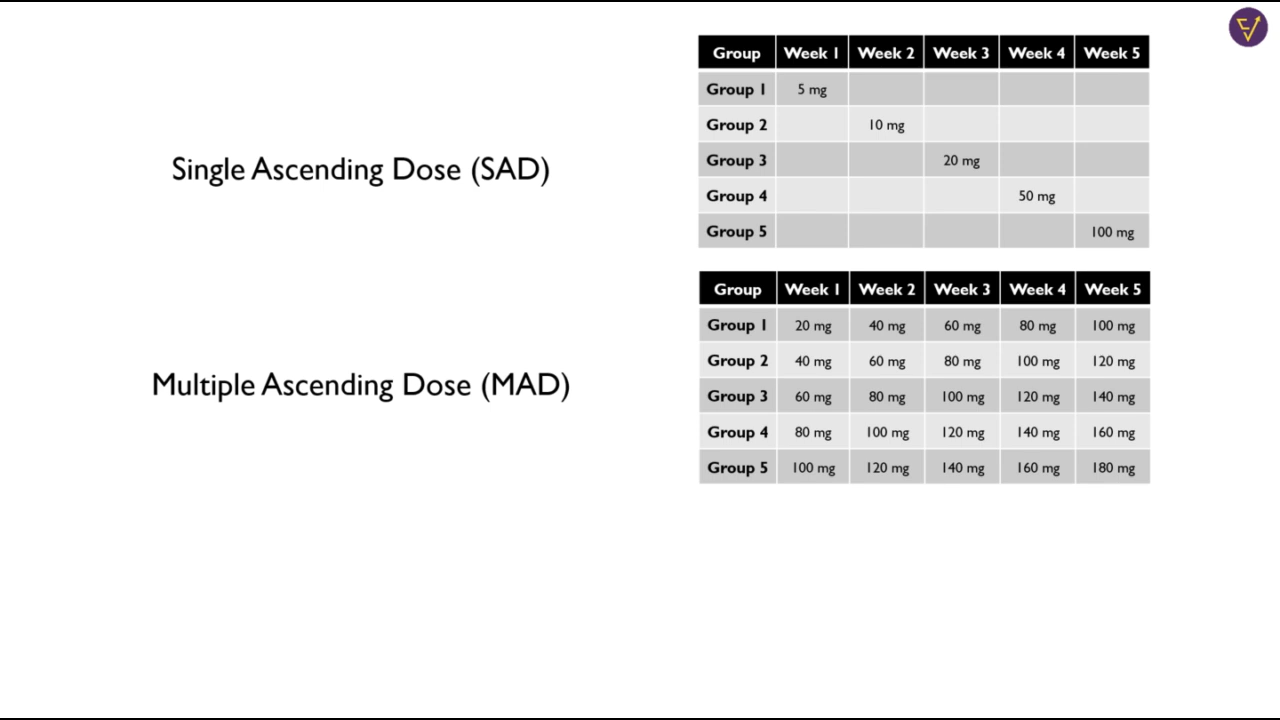 Group Week 1 Week 2 Week 3 Week 4 Week 5
Group 1 5 mg
Group 2 10 mg
Single Ascending Dose (SAD)
Group 3 20 mg
Group 4 50 mg
Group 5 100 mg
Group Week 1 Week 2 Week 3 Week 4 Week 5
Group 1 20 mg 40 mg 60 mg 80 mg 100 mg
Group 2 40 mg 60 mg 80 mg 100 mg 120 mg
Multiple Ascending Dose (MAD)
Group 3 60 mg 80 mg 100 mg 120 mg 140 mg
Group 4 80 mg 100 mg 120 mg 140 mg 160 mg
Group 5 100 mg 120 mg 140 mg 160 mg 180 mg